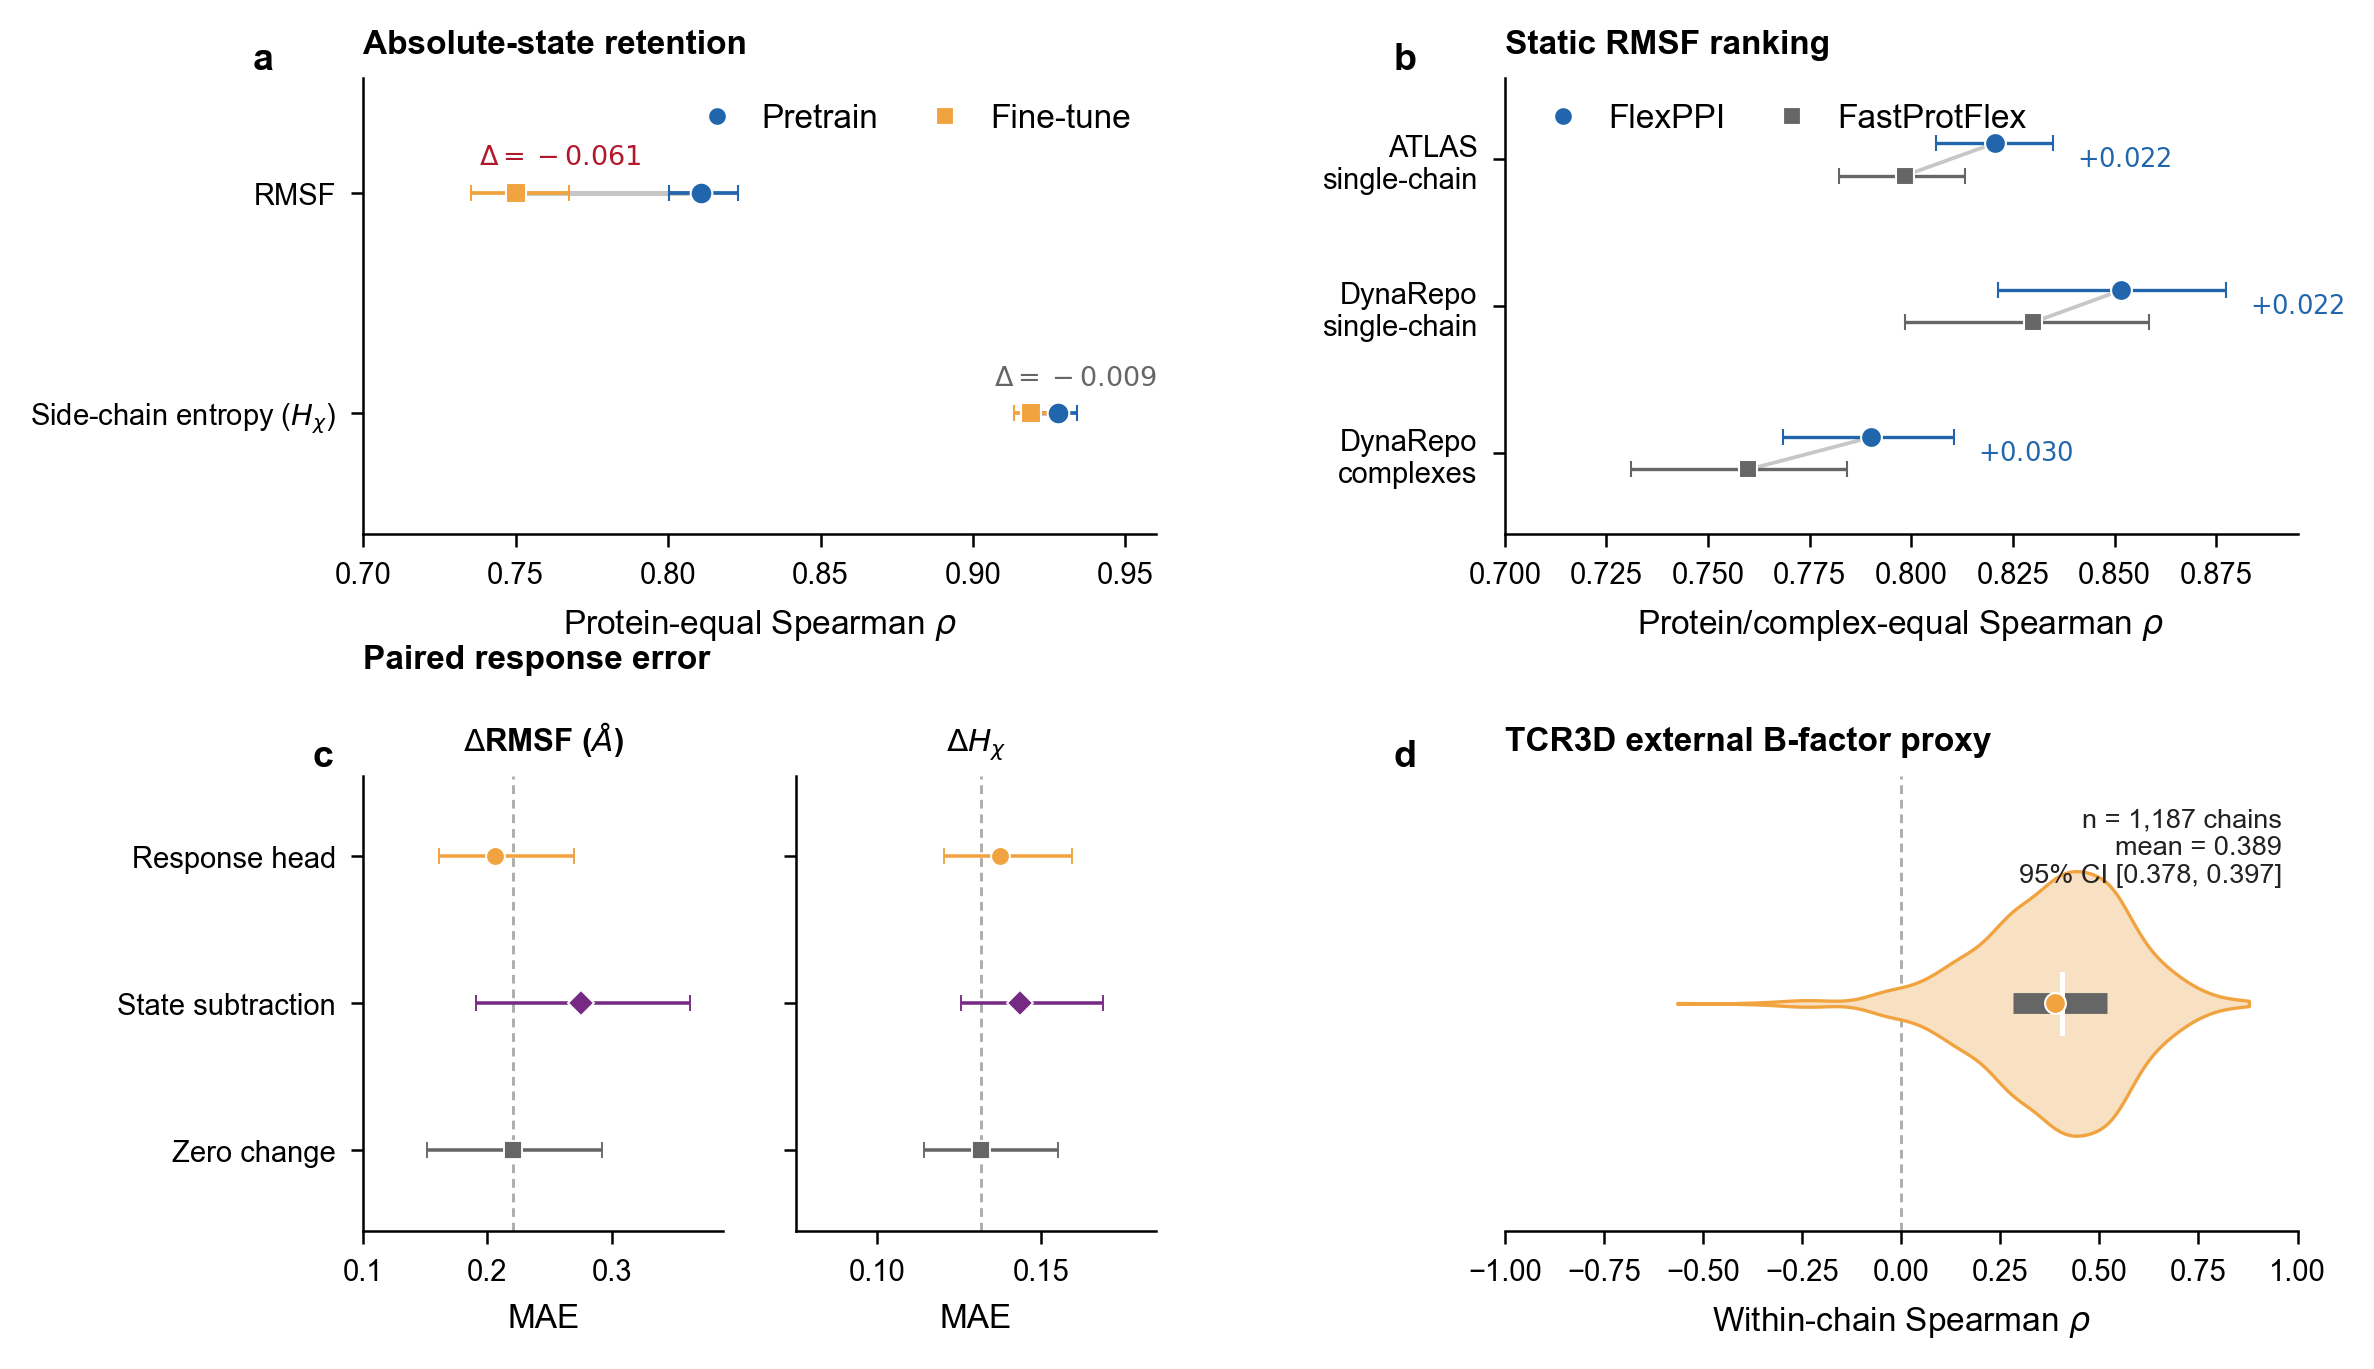 a
Absolute-state retention
Pretrain
Fine-tune
Δ = −0.061
RMSF
Δ = −0.009
Side-chain entropy (Hχ)
0.70 0.75 0.80 0.85 0.90 0.95
Protein-equal Spearman ρ
b
Static RMSF ranking
FlexPPI
FastProtFlex
ATLAS
single-chain
+0.022
DynaRepo
single-chain
+0.022
DynaRepo
complexes
+0.030
0.700 0.725 0.750 0.775 0.800 0.825 0.850 0.875
Protein/complex-equal Spearman ρ
Paired response error
c
ΔRMSF (Å)
ΔHχ
Response head
State subtraction
Zero change
0.1 0.2 0.3
MAE
0.10 0.15
MAE
d
TCR3D external B-factor proxy
n = 1,187 chains
mean = 0.389
95% CI [0.378, 0.397]
−1.00 −0.75 −0.50 −0.25 0.00 0.25 0.50 0.75 1.00
Within-chain Spearman ρ